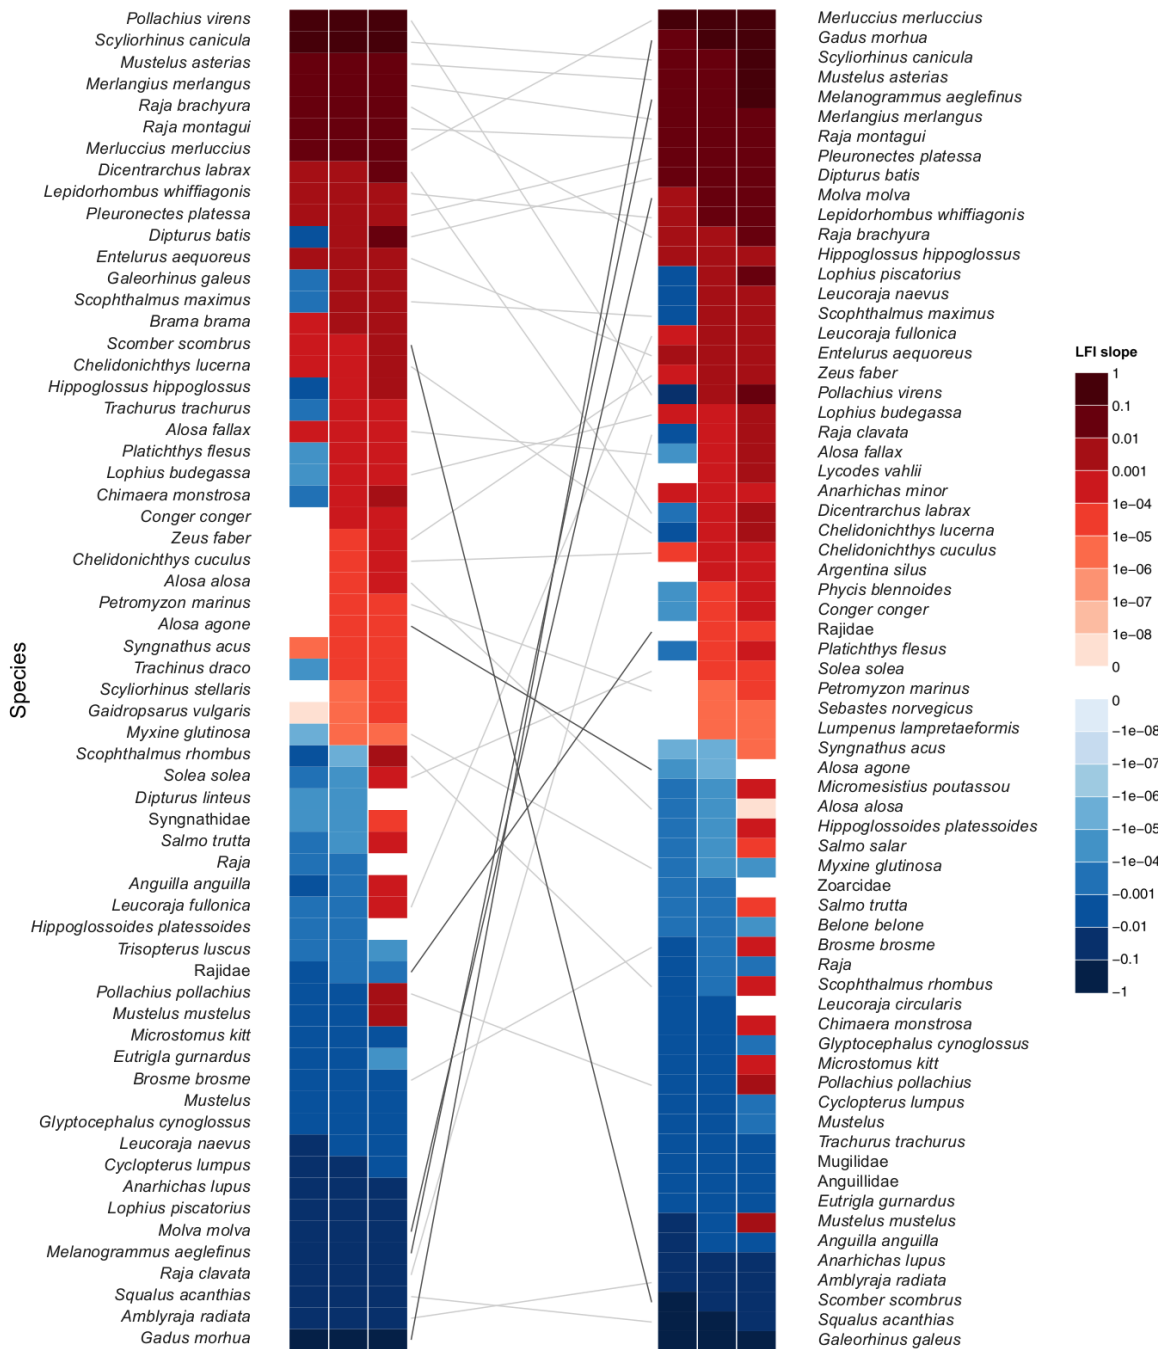 Species
Pollachius virens
Scyliorhinus canicula
Mustelus asterias
Merlangius merlangus
Raja brachyura
Raja montagui
Merluccius merluccius
Dicentrarchus labrax
Lepidorhombus whiffiagonis
Pleuronectes platessa
Dipturus batis
Entelurus aequoreus
Galeorhinus galeus
Scophthalmus maximus
Brama brama
Scomber scombrus
Chelidonichthys lucerna
Hippoglossus hippoglossus
Trachurus trachurus
Alosa fallax
Platichthys flesus
Lophius budegassa
Chimaera monstrosa
Conger conger
Zeus faber
Chelidonichthys cuculus
Alosa alosa
Petromyzon marinus
Alosa agone
Syngnathus acus
Trachinus draco
Scyliorhinus stellaris
Gaidropsarus vulgaris
Myxine glutinosa
Scophthalmus rhombus
Solea solea
Dipturus linteus
Syngnathidae
Salmo trutta
Raja
Anguilla anguilla
Leucoraja fullonica
Hippoglossoides platessoides
Trisopterus luscus
Rajidae
Pollachius pollachius
Mustelus mustelus
Microstomus kitt
Eutrigla gurnardus
Brosme brosme
Mustelus
Glyptocephalus cynoglossus
Leucoraja naevus
Cyclopterus lumpus
Anarhichas lupus
Lophius piscatorius
Molva molva
Melanogrammus aeglefinus
Raja clavata
Squalus acanthias
Amblyraja radiata
Gadus morhua
Merluccius merluccius
Gadus morhua
Scyliorhinus canicula
Mustelus asterias
Melanogrammus aeglefinus
Merlangius merlangus
Raja montagui
Pleuronectes platessa
Dipturus batis
Molva molva
Lepidorhombus whiffiagonis
Raja brachyura
Hippoglossus hippoglossus
Lophius piscatorius
Leucoraja naevus
Scophthalmus maximus
Leucoraja fullonica
Entelurus aequoreus
Zeus faber
Pollachius virens
Lophius budegassa
Raja clavata
Alosa fallax
Lycodes vahlii
Anarhichas minor
Dicentrarchus labrax
Chelidonichthys lucerna
Chelidonichthys cuculus
Argentina silus
Phycis blennoides
Conger conger
Rajidae
Platichthys flesus
Solea solea
Petromyzon marinus
Sebastes norvegicus
Lumpenus lampretaeformis
Syngnathus acus
Alosa agone
Micromesistius poutassou
Alosa alosa
Hippoglossoides platessoides
Salmo salar
Myxine glutinosa
Zoarcidae
Salmo trutta
Belone belone
Brosme brosme
Raja
Scophthalmus rhombus
Leucoraja circularis
Chimaera monstrosa
Glyptocephalus cynoglossus
Microstomus kitt
Pollachius pollachius
Cyclopterus lumpus
Mustelus
Trachurus trachurus
Mugilidae
Anguillidae
Eutrigla gurnardus
Mustelus mustelus
Anguilla anguilla
Anarhichas lupus
Amblyraja radiata
Scomber scombrus
Squalus acanthias
Galeorhinus galeus
LFI slope
1
0.1
0.01
0.001
1e−04
1e−05
1e−06
1e−07
1e−08
0
0
−1e−08
−1e−07
−1e−06
−1e−05
−1e−04
−0.001
−0.01
−0.1
−1